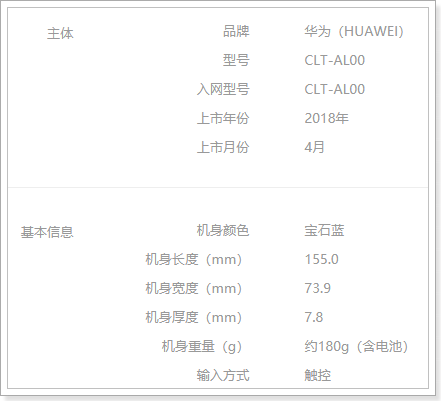 主体 品牌 华为（HUAWEI）
型号 CLT-AL00
入网型号 CLT-AL00
上市年份 2018年
上市月份 4月
基本信息 机身颜色 宝石蓝
机身长度（mm） 155.0
机身宽度（mm） 73.9
机身厚度（mm） 7.8
机身重量（g） 约180g（含电池）
输入方式 触控